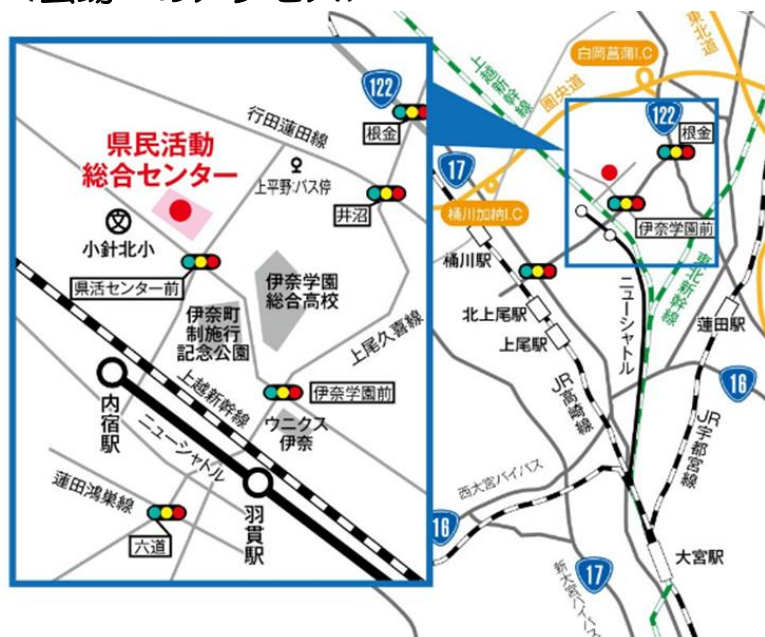 122
根金
行田蓮田線
県民活動
総合センター
上平野バス停
井沼
小針北小
県活センター前
伊奈学園
総合高校
伊奈町
制施行
記念公園
上尾久喜線
上越新幹線
伊奈学園前
内宿駅
ニューシャトル
ウニクス
伊奈
蓮田鴻巣線
羽貫駅
六道
東北道
白岡菖蒲I.C
上越新幹線
圏央道
122
根金
17
桶川加納I.C
伊奈学園前
桶川駅
ニューシャトル
東北新幹線
北上尾駅
蓮田駅
上尾駅
16
JR高崎線
JR宇都宮線
西大宮バイパス
16
大宮駅
17
新大宮バイパス